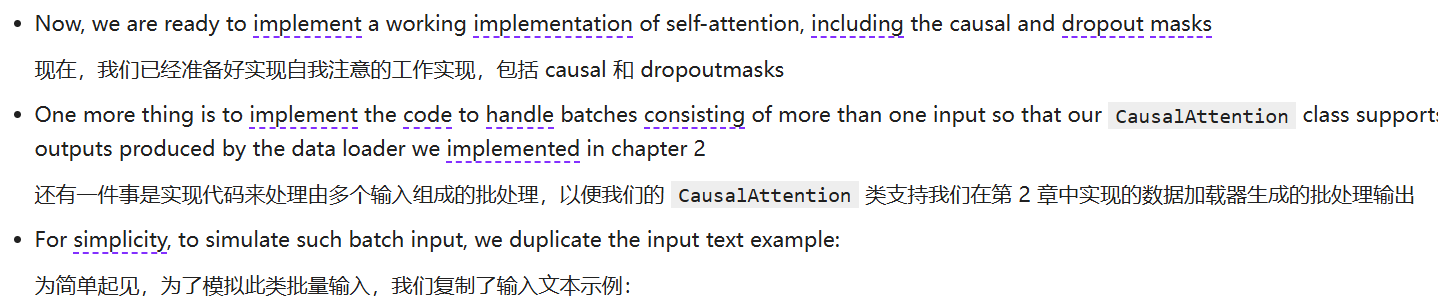 Now, we are ready to implement a working implementation of self-attention, including the causal and dropout masks
现在，我们已经准备好实现自我注意的工作实现，包括 causal 和 dropoutmasks
One more thing is to implement the code to handle batches consisting of more than one input so that our CausalAttention class supports
outputs produced by the data loader we implemented in chapter 2
还有一件事是实现代码来处理由多个输入组成的批处理，以便我们的 CausalAttention 类支持我们在第 2 章中实现的数据加载器生成的批处理输出
For simplicity, to simulate such batch input, we duplicate the input text example:
为简单起见，为了模拟此类批量输入，我们复制了输入文本示例：